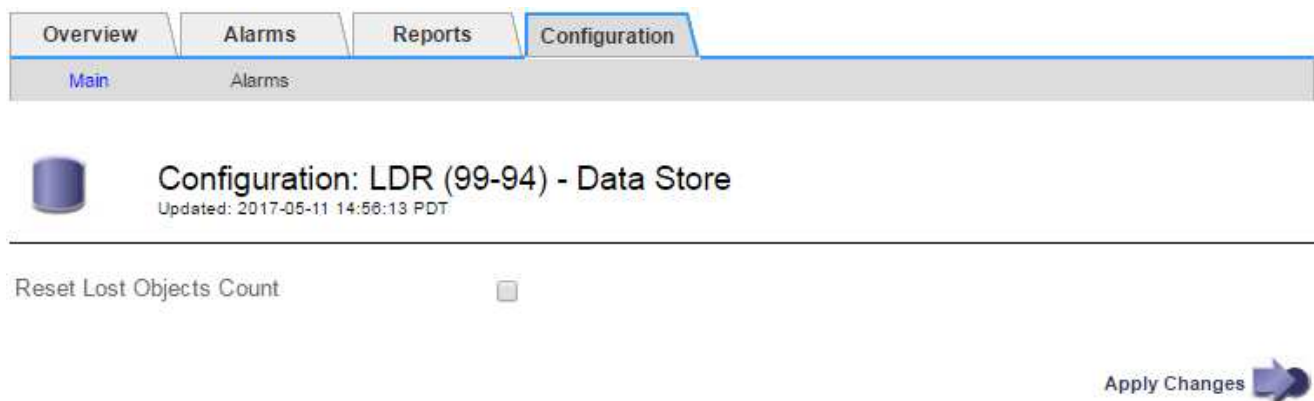 Overview Alarms Reports Configuration
Main Alarms
Configuration: LDR (99-94) - Data Store
Updated: 2017-05-11 14:56:13 PDT
Reset Lost Objects Count
Apply Changes